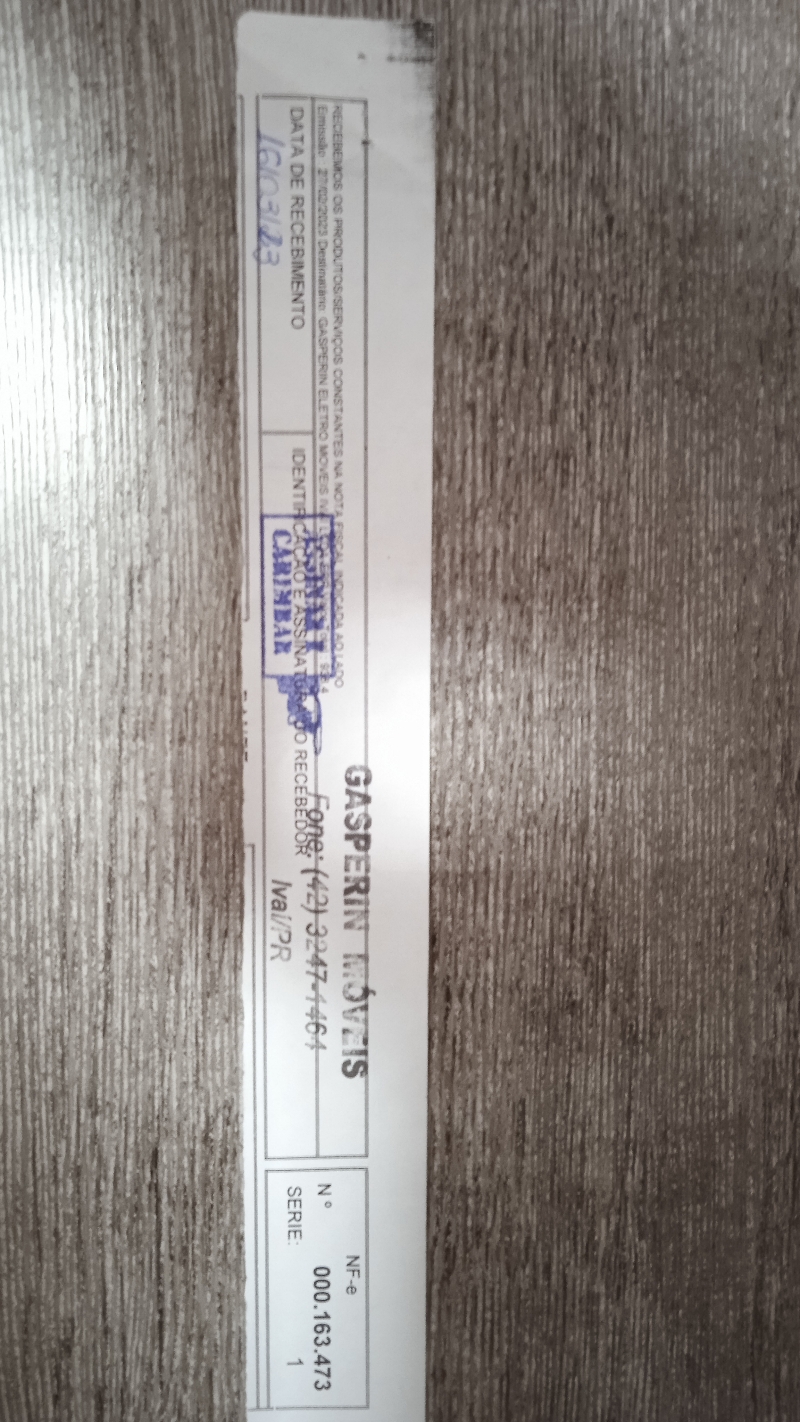 RECEBEMOS OS PRODUTOS/SERVIÇOS CONSTANTES NA NOTA FISCAL INDICADA AO LADO
Emissão: 27/02/2023 Destinatário: GASPERIN ELETRO MOVEIS
DATA DE RECEBIMENTO
16/03/23
IDENTIFICAÇÃO E ASSINATURA DO RECEBEDOR
ASSINAR E
CARIMBAR
GASPERIN MÓVEIS
Fone: (42) 3247-1464
Ivaí/PR
NF-e
Nº 000.163.473
SERIE: 1